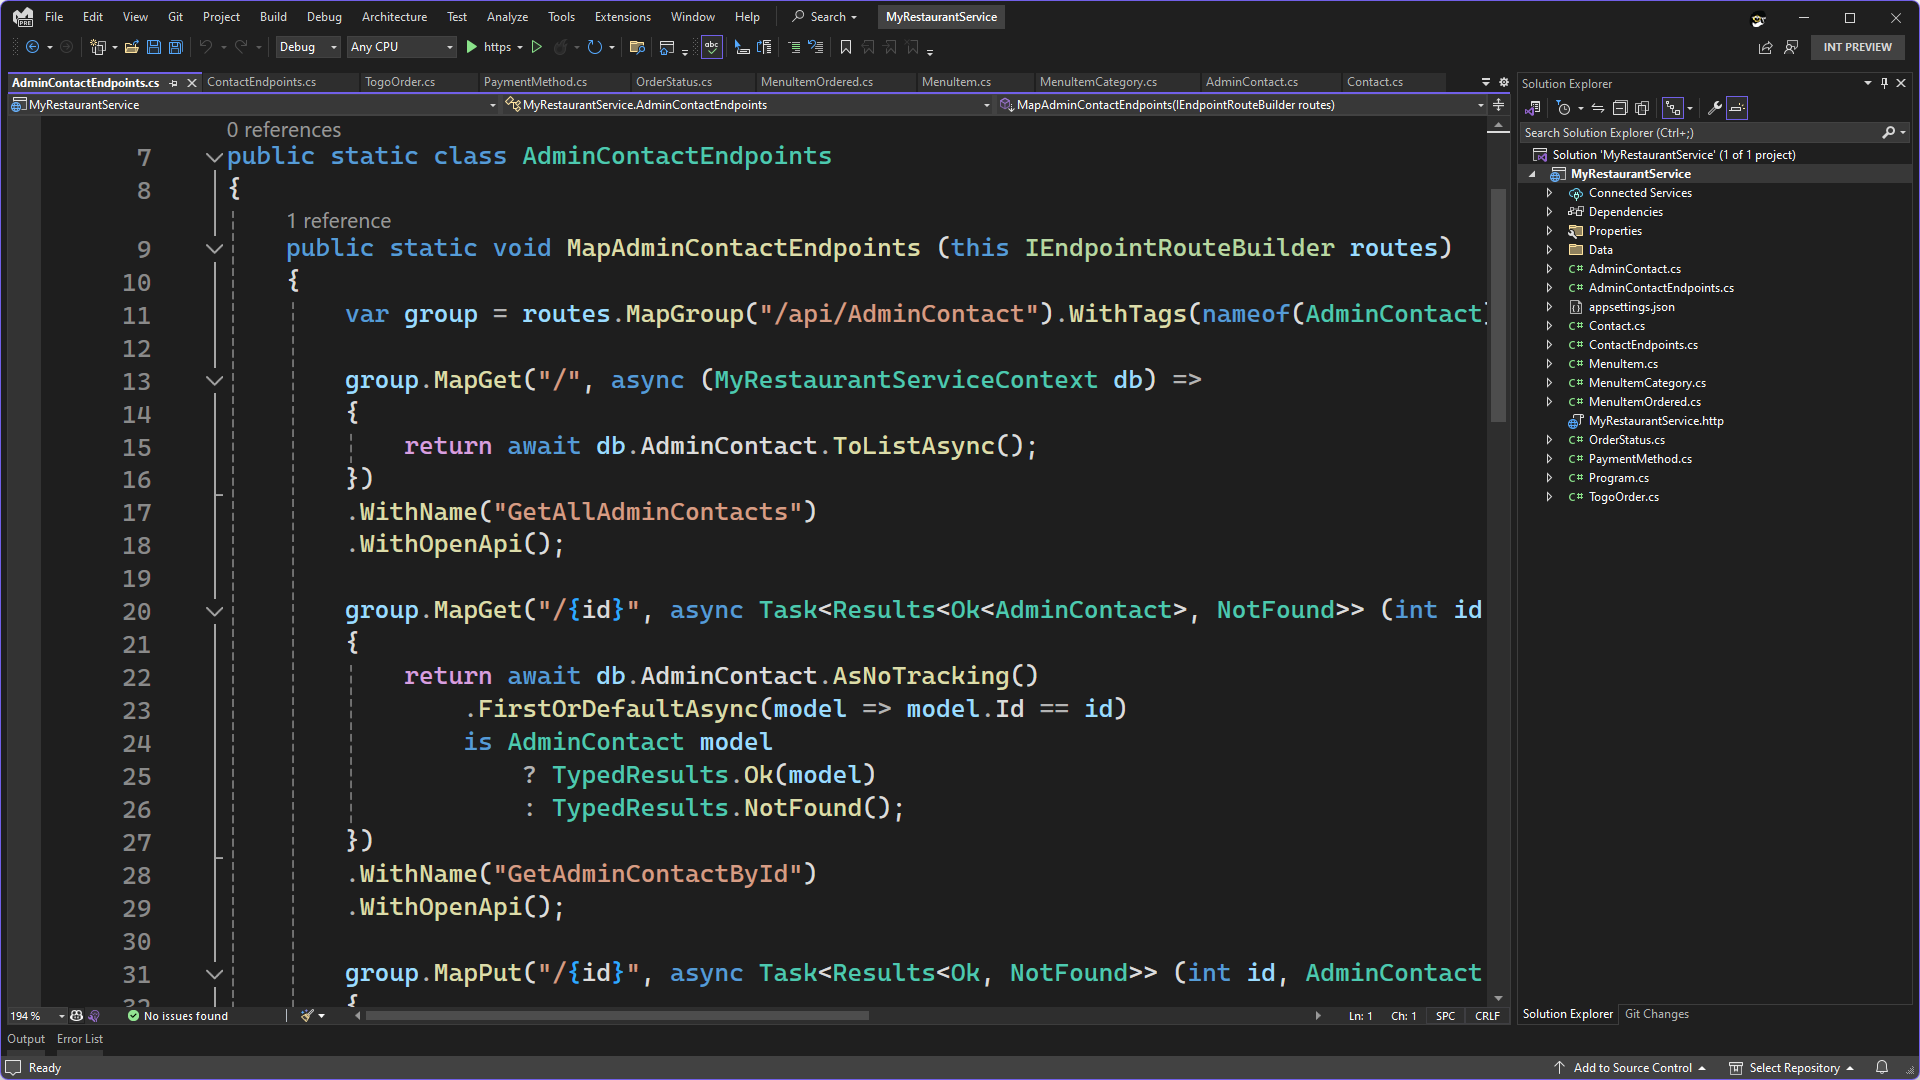 File Edit View Git Project Build Debug Architecture Test Analyze Tools Extensions Window Help Search MyRestaurantService
Debug Any CPU https INT PREVIEW
AdminContactEndpoints.cs ContactEndpoints.cs TogoOrder.cs PaymentMethod.cs OrderStatus.cs MenuItemOrdered.cs MenuItem.cs MenuItemCategory.cs AdminContact.cs Contact.cs
MyRestaurantService MyRestaurantService.AdminContactEndpoints MapAdminContactEndpoints(IEndpointRouteBuilder routes)
0 references
7 public static class AdminContactEndpoints
8 {
1 reference
9 public static void MapAdminContactEndpoints (this IEndpointRouteBuilder routes)
10 {
11 var group = routes.MapGroup("/api/AdminContact").WithTags(nameof(AdminContact)
12
13 group.MapGet("/", async (MyRestaurantServiceContext db) =>
14 {
15 return await db.AdminContact.ToListAsync();
16 })
17 .WithName("GetAllAdminContacts")
18 .WithOpenApi();
19
20 group.MapGet("/{id}", async Task<Results<Ok<AdminContact>, NotFound>> (int id
21 {
22 return await db.AdminContact.AsNoTracking()
23 .FirstOrDefaultAsync(model => model.Id == id)
24 is AdminContact model
25 ? TypedResults.Ok(model)
26 : TypedResults.NotFound();
27 })
28 .WithName("GetAdminContactById")
29 .WithOpenApi();
30
31 group.MapPut("/{id}", async Task<Results<Ok, NotFound>> (int id, AdminContact
32 {
194 % No issues found Ln: 1 Ch: 1 SPC CRLF
Output Error List
Ready Add to Source Control Select Repository
Solution Explorer
Search Solution Explorer (Ctrl+;)
Solution 'MyRestaurantService' (1 of 1 project)
MyRestaurantService
Connected Services
Dependencies
Properties
Data
C# AdminContact.cs
C# AdminContactEndpoints.cs
appsettings.json
C# Contact.cs
C# ContactEndpoints.cs
C# MenuItem.cs
C# MenuItemCategory.cs
C# MenuItemOrdered.cs
MyRestaurantService.http
C# OrderStatus.cs
C# PaymentMethod.cs
C# Program.cs
C# TogoOrder.cs
Solution Explorer Git Changes